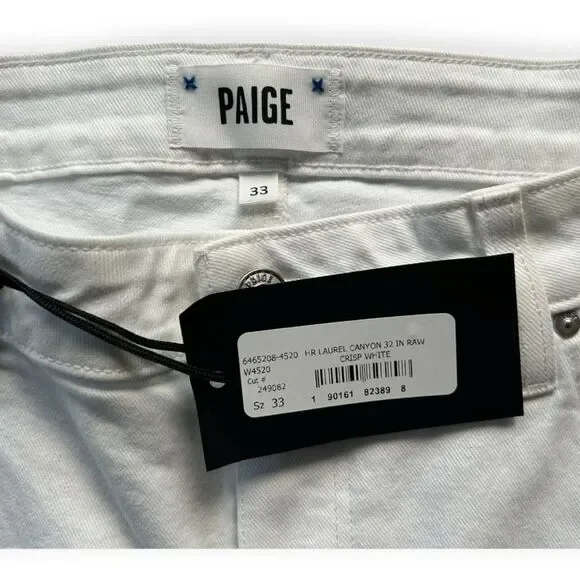 PAIGE
33
PAIGE
6465208-4520 HR LAUREL CANYON 32 IN RAW
W4520 CRISP WHITE
Cut #
249082
Sz 33
1 90161 82389 8